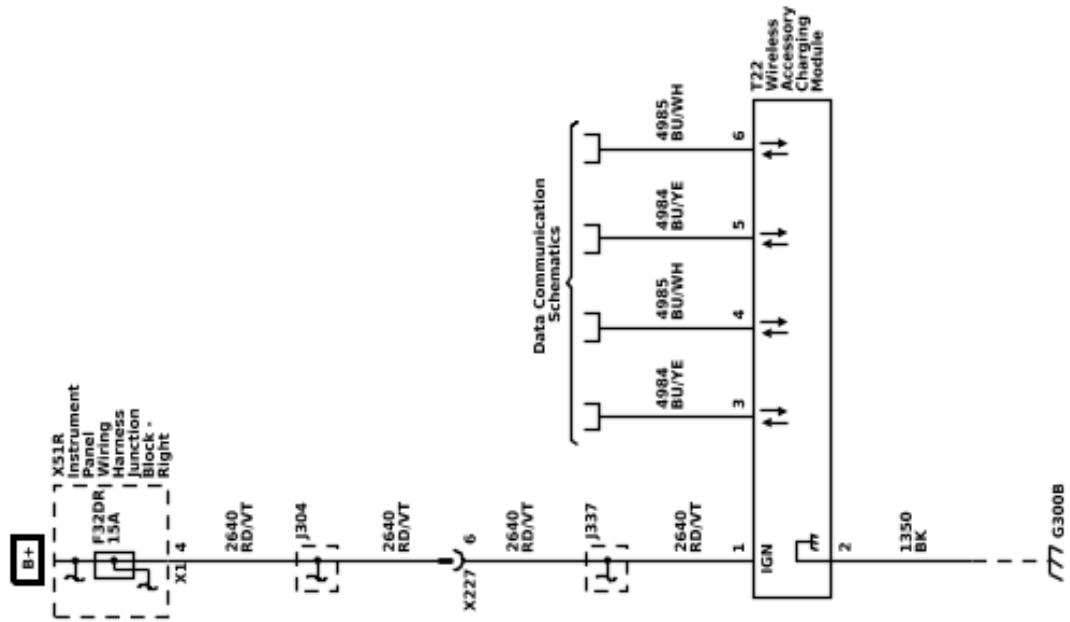 B+
X51R
Instrument
Panel
Wiring
Harness
Junction
Block -
Right
F32DR
15A
X1
4
2640
RD/VT
J304
2640
RD/VT
X227
6
2640
RD/VT
J337
2640
RD/VT
Data Communication
Schematics
4984
BU/YE
4985
BU/WH
4984
BU/YE
4985
BU/WH
1
3
4
5
6
IGN
T22
Wireless
Accessory
Charging
Module
2
1350
BK
G300B